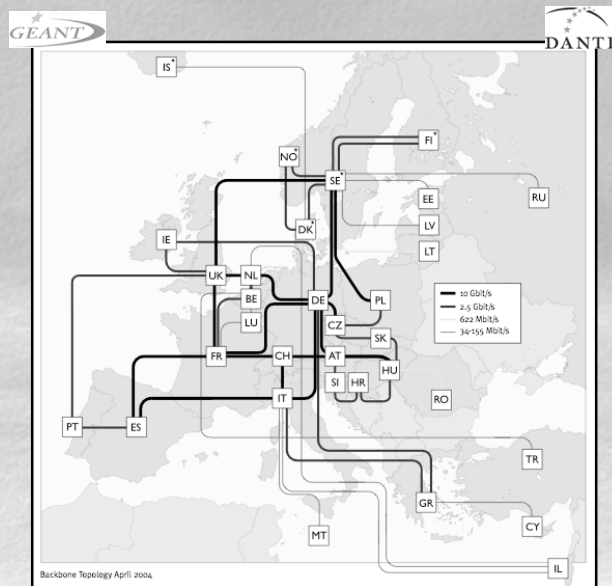 GEANT
DANTE
IS*
NO*
FI*
SE*
EE
RU
LV
DK*
LT
IE
UK
NL
BE
DE
PL
LU
CZ
SK
FR
CH
AT
HU
SI
HR
IT
RO
PT
ES
TR
GR
CY
MT
IL
10 Gbit/s
2.5 Gbit/s
622 Mbit/s
34-155 Mbit/s
Backbone Topology April 2004